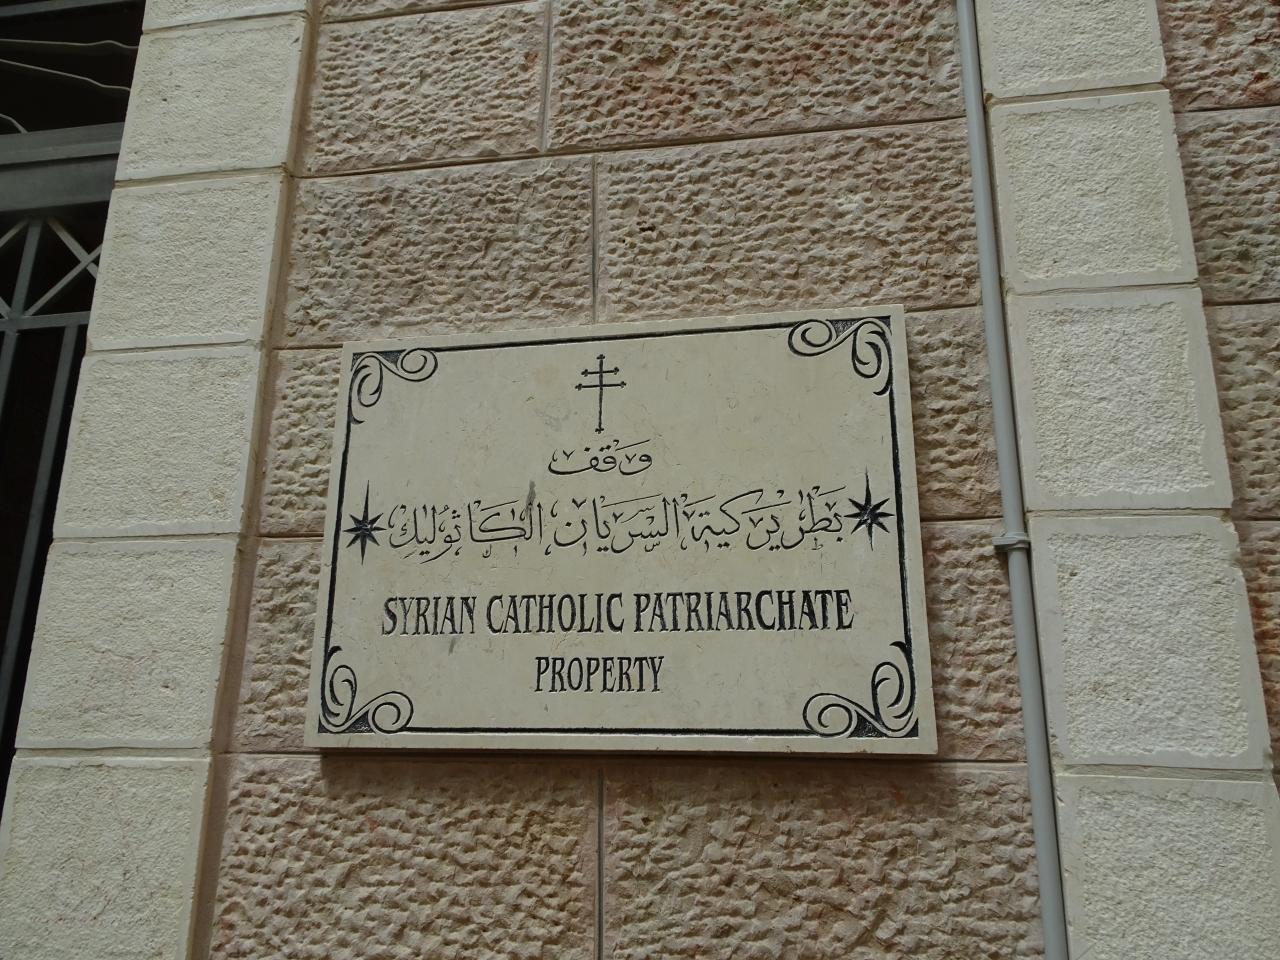 وقف
بطريركية السريان الكاثوليك
SYRIAN CATHOLIC PATRIARCHATE
PROPERTY